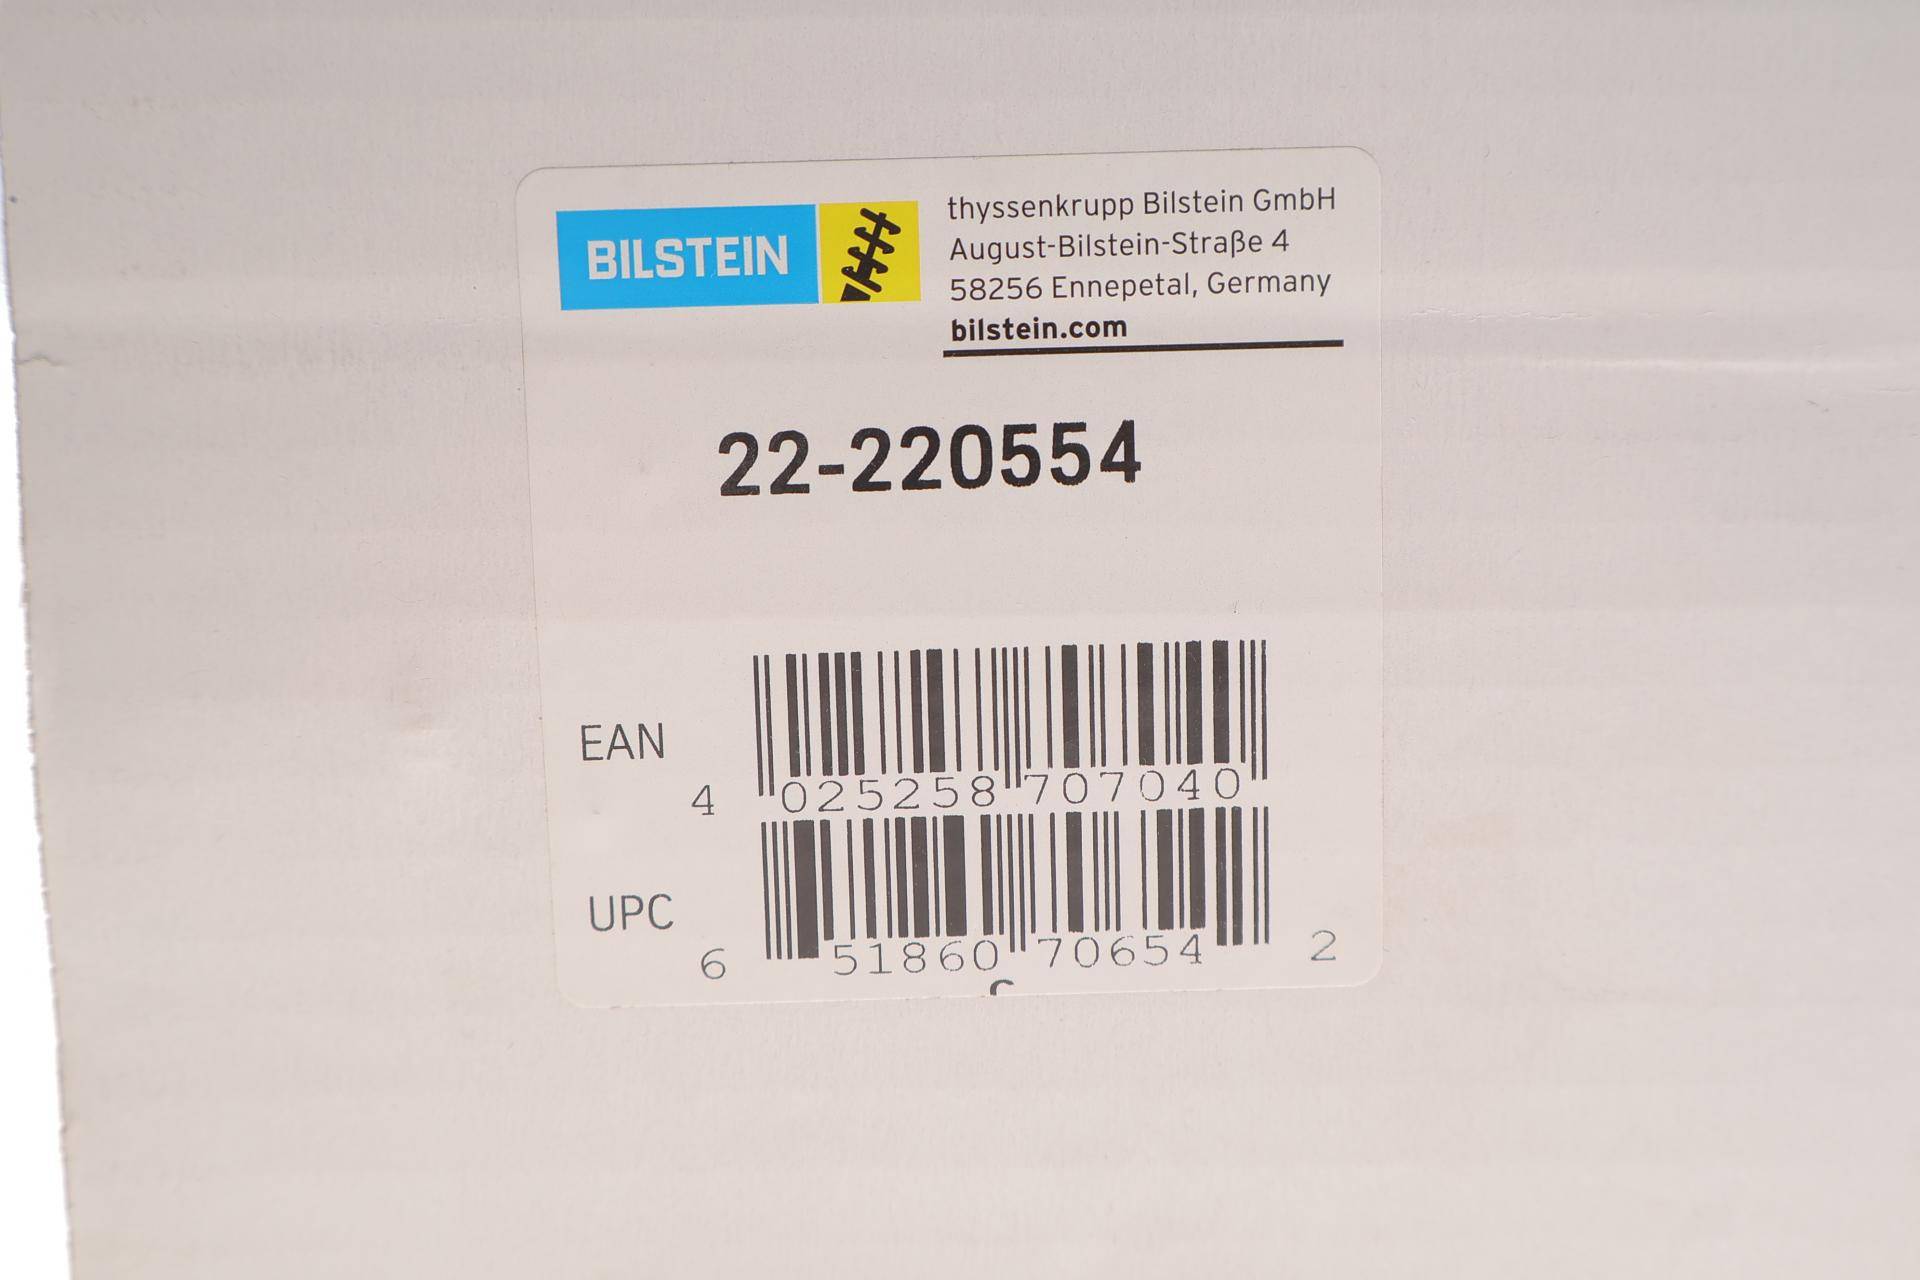 BILSTEIN
thyssenkrupp Bilstein GmbH
August-Bilstein-Straße 4
58256 Ennepetal, Germany
bilstein.com
22-220554
EAN
4 025258 707040
UPC
6 51860 70654 2